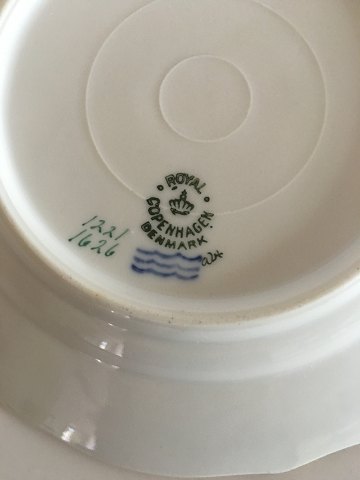 ROYAL
COPENHAGEN
DENMARK
1221
1626